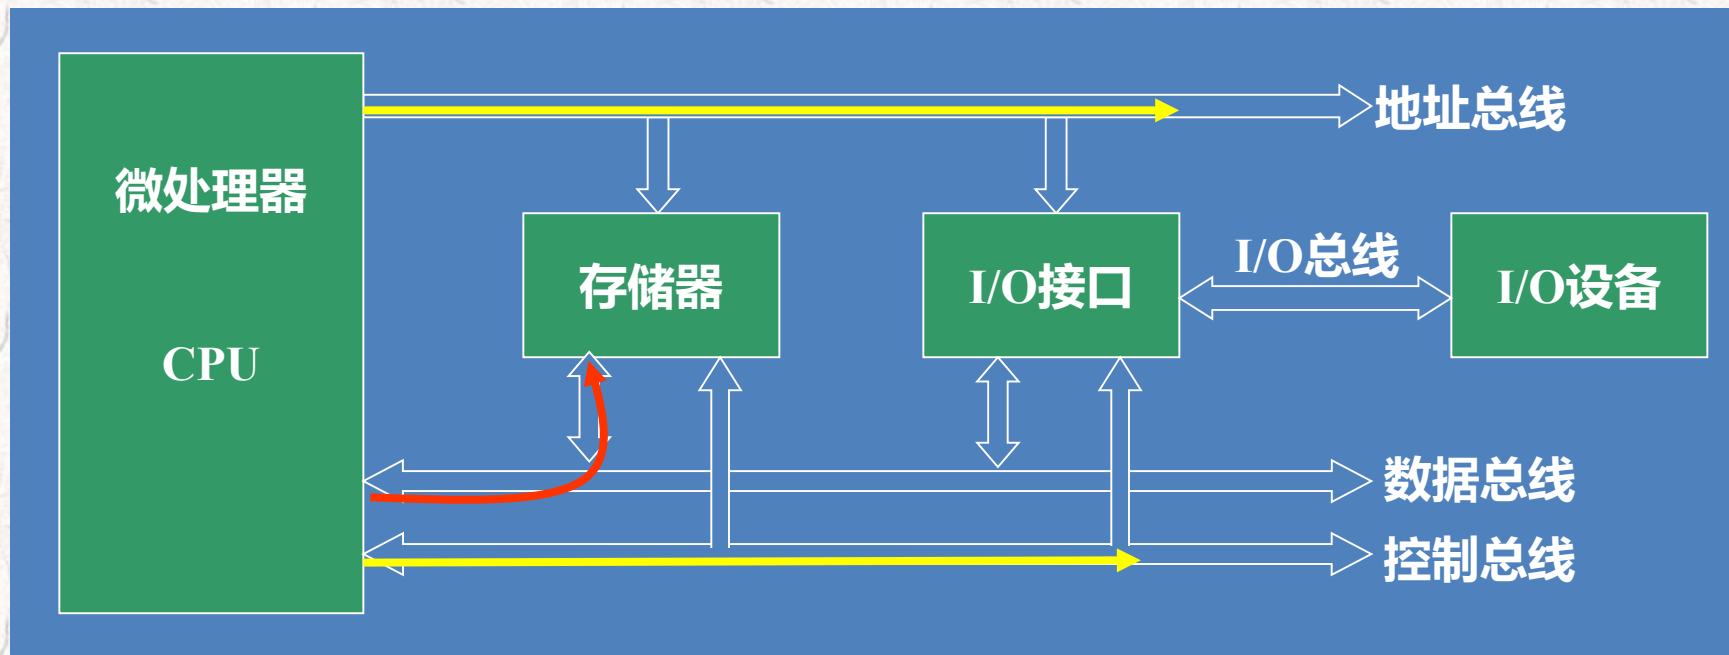 地址总线
微处理器
CPU
存储器
I/O接口
I/O总线
I/O设备
数据总线
控制总线